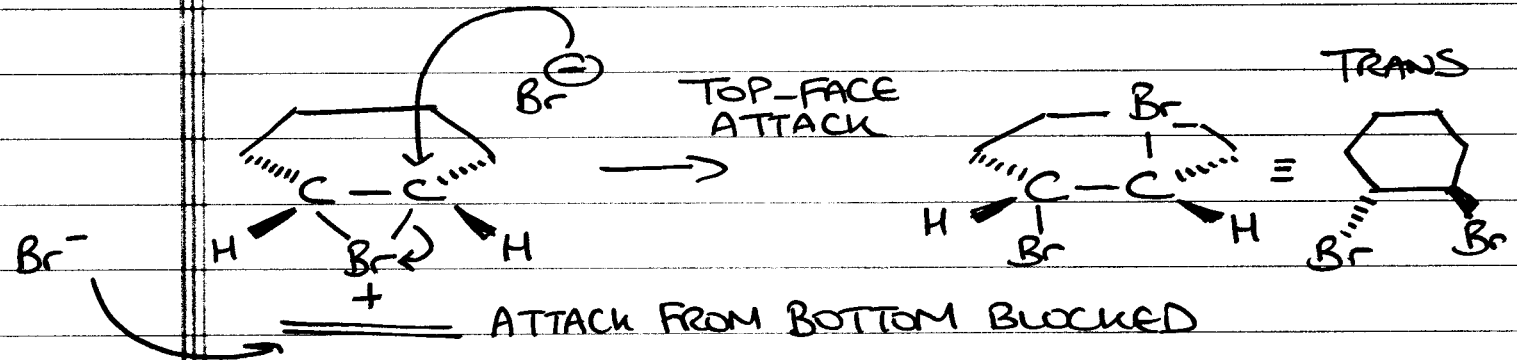 Br⊖
TOP-FACE
ATTACK
Br
TRANS
C - C
H
Br
H
+
C - C
H
Br
H
≡
Br
Br
Br⁻
ATTACK FROM BOTTOM BLOCKED